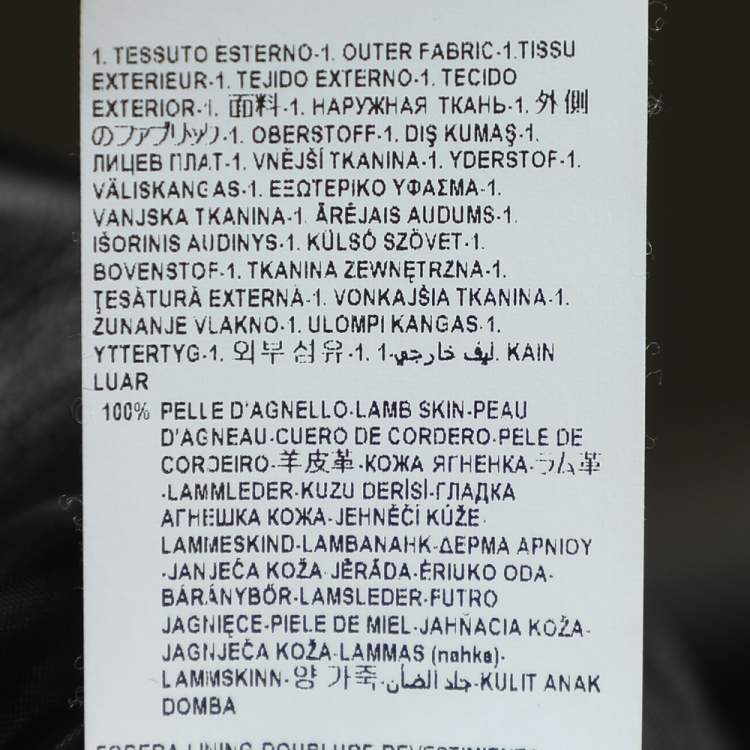 1. TESSUTO ESTERNO-1. OUTER FABRIC-1.TISSU
EXTERIEUR-1. TEJIDO EXTERNO-1. TECIDO
EXTERIOR-1. 面料-1. НАРУЖНАЯ ТКАНЬ-1. 外側
のファブリック-1. OBERSTOFF-1. DIŞ KUMAŞ-1.
ЛИЦЕВ ПЛАТ-1. VNĚJŠÍ TKANINA-1. YDERSTOF-1.
VÄLISKANGAS-1. ΕΞΩΤΕΡΙΚΟ ΥΦΑΣΜΑ-1.
VANJSKA TKANINA-1. ĀRĒJAIS AUDUMS-1.
IŠORINIS AUDINYS-1. KÜLSŐ SZÖVET-1.
BOVENSTOF-1. TKANINA ZEWNĘTRZNA-1.
ŢESĂTURĂ EXTERNĂ-1. VONKAJŠIA TKANINA-1.
ZUNANJE VLAKNO-1. ULOMPI KANGAS-1.
YTTERTYG-1. 외부 섬유-1. ليف خارجي-1. KAIN
LUAR
100% PELLE D'AGNELLO-LAMB SKIN-PEAU
D'AGNEAU-CUERO DE CORDERO-PELE DE
CORDEIRO-羊皮革-КОЖА ЯГНЕНКА-ラム革
-LAMMLEDER-KUZU DERİSİ-ГЛАДКА
АГНЕШКА КОЖА-JEHNĚČÍ KŮŽE-
LAMMESKIND-LAMBANAHK-ΔΕΡΜΑ ΑΡΝΙΟΥ
-JANJEĆA KOŽA-JĒRĀDA-ĖRIUKO ODA-
BÁRÁNYBŐR-LAMSLEDER-FUTRO
JAGNIĘCE-PIELE DE MIEL-JAHŇACIA KOŽA-
JAGNJEČA KOŽA-LAMMAS (nahka)-
LAMMSKINN-양 가죽-جلد الضأن-KULIT ANAK
DOMBA